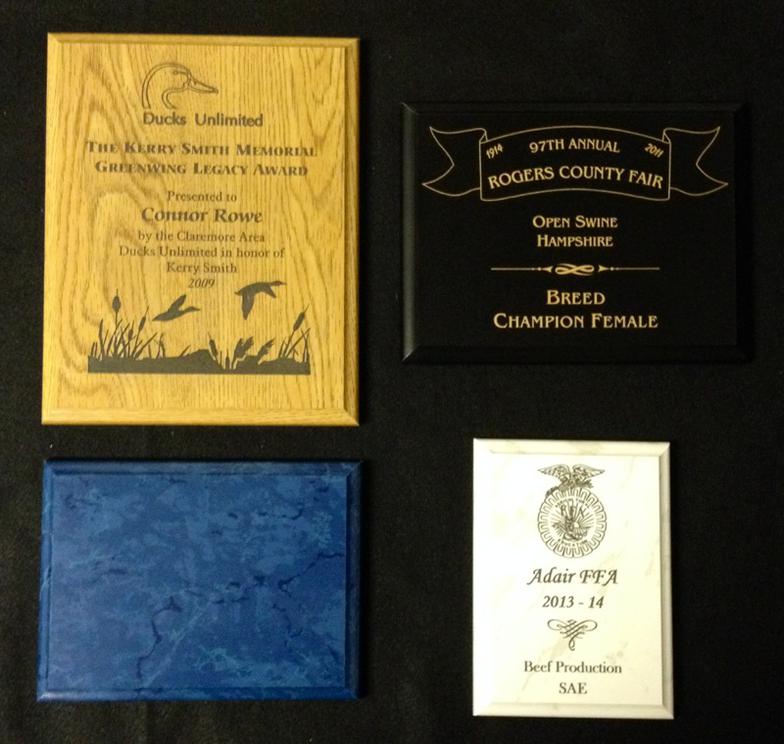 Ducks Unlimited
The Kerry Smith Memorial
Greenwing Legacy Award
Presented to
Connor Rowe
by the Claremore Area
Ducks Unlimited in honor of
Kerry Smith
2009
1914 97TH ANNUAL 2011
ROGERS COUNTY FAIR
OPEN SWINE
HAMPSHIRE
BREED
CHAMPION FEMALE
Adair FFA
2013 - 14
Beef Production
SAE